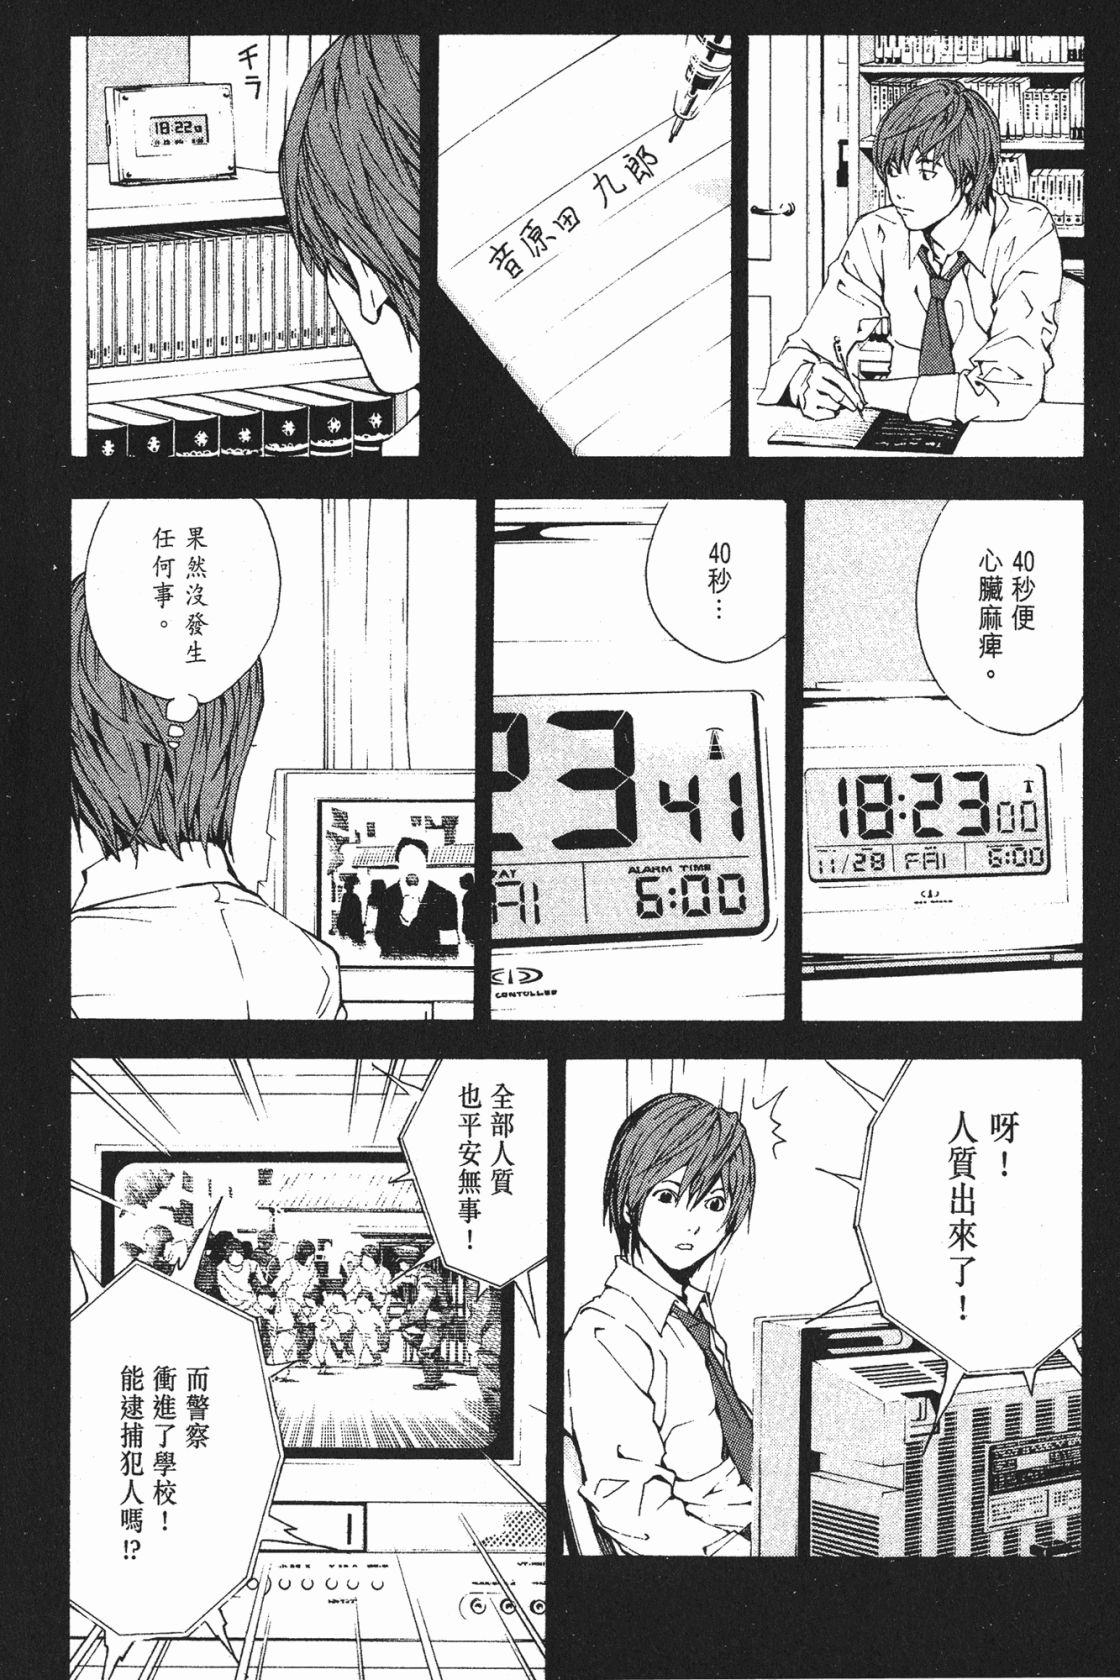 音原田 九郎
チラ
18:22
40秒便
心臟麻痺。
18:23 00
11/28 FRI 6:00
40秒…
23 41
ALARM TIME
6:00
果然沒發生
任何事。
呀！
人質出來了！
全部人質
也平安無事！
而警察
衝進了學校！
能逮捕犯人嗎!?